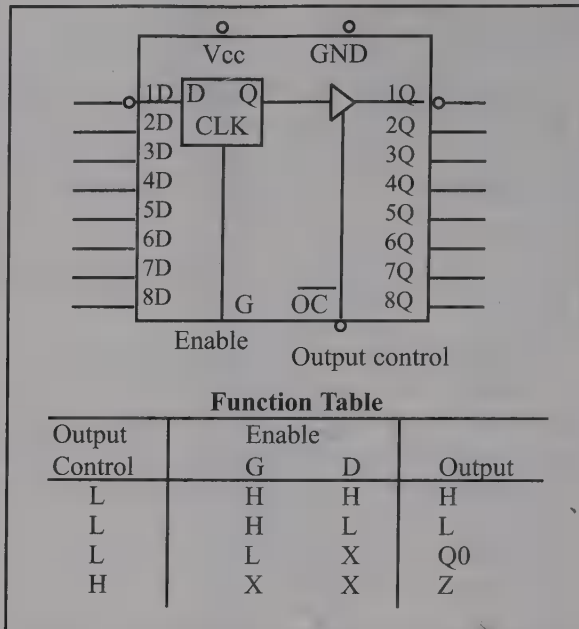 Vcc GND
1D D Q 1Q
2D CLK 2Q
3D 3Q
4D 4Q
5D 5Q
6D 6Q
7D 7Q
8D G OC 8Q
Enable
Output control
Function Table
Output Enable
Control G D Output
L H H H
L H L L
L L X Q0
H X X Z